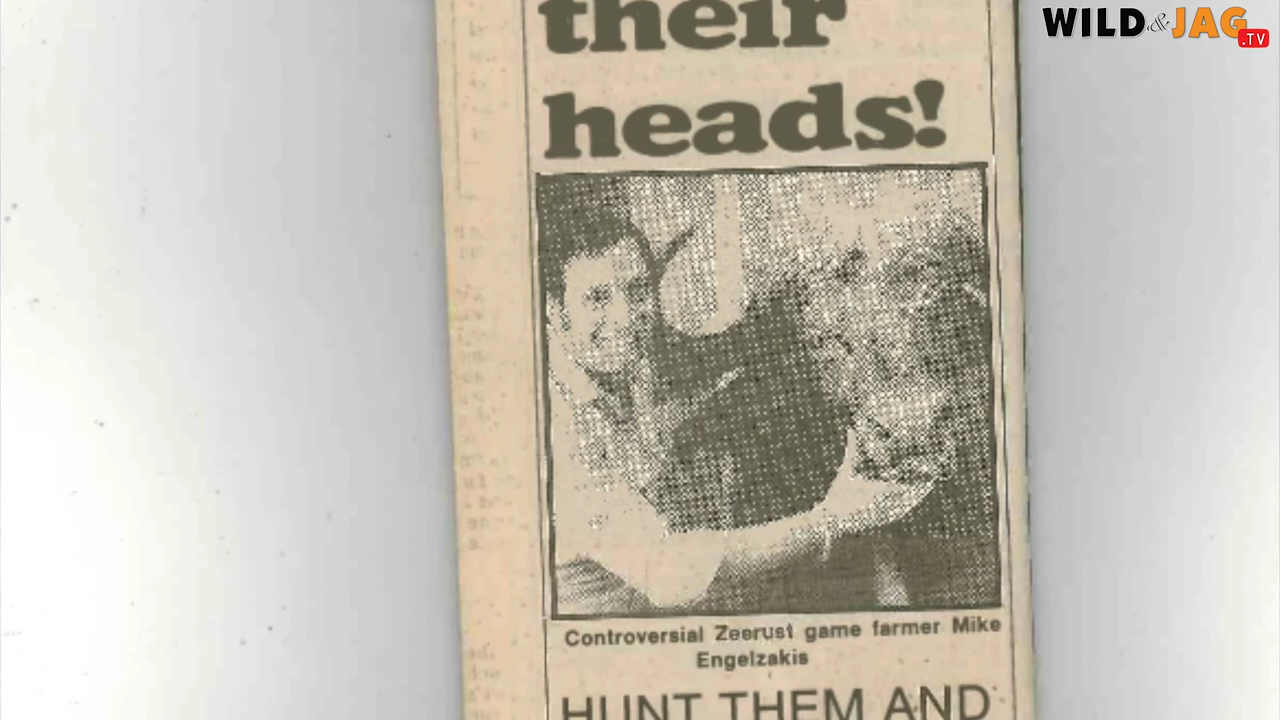 WILD & JAG
.TV
their
heads!
Controversial Zeerust game farmer Mike
Engelzakis
HUNT THEM AND